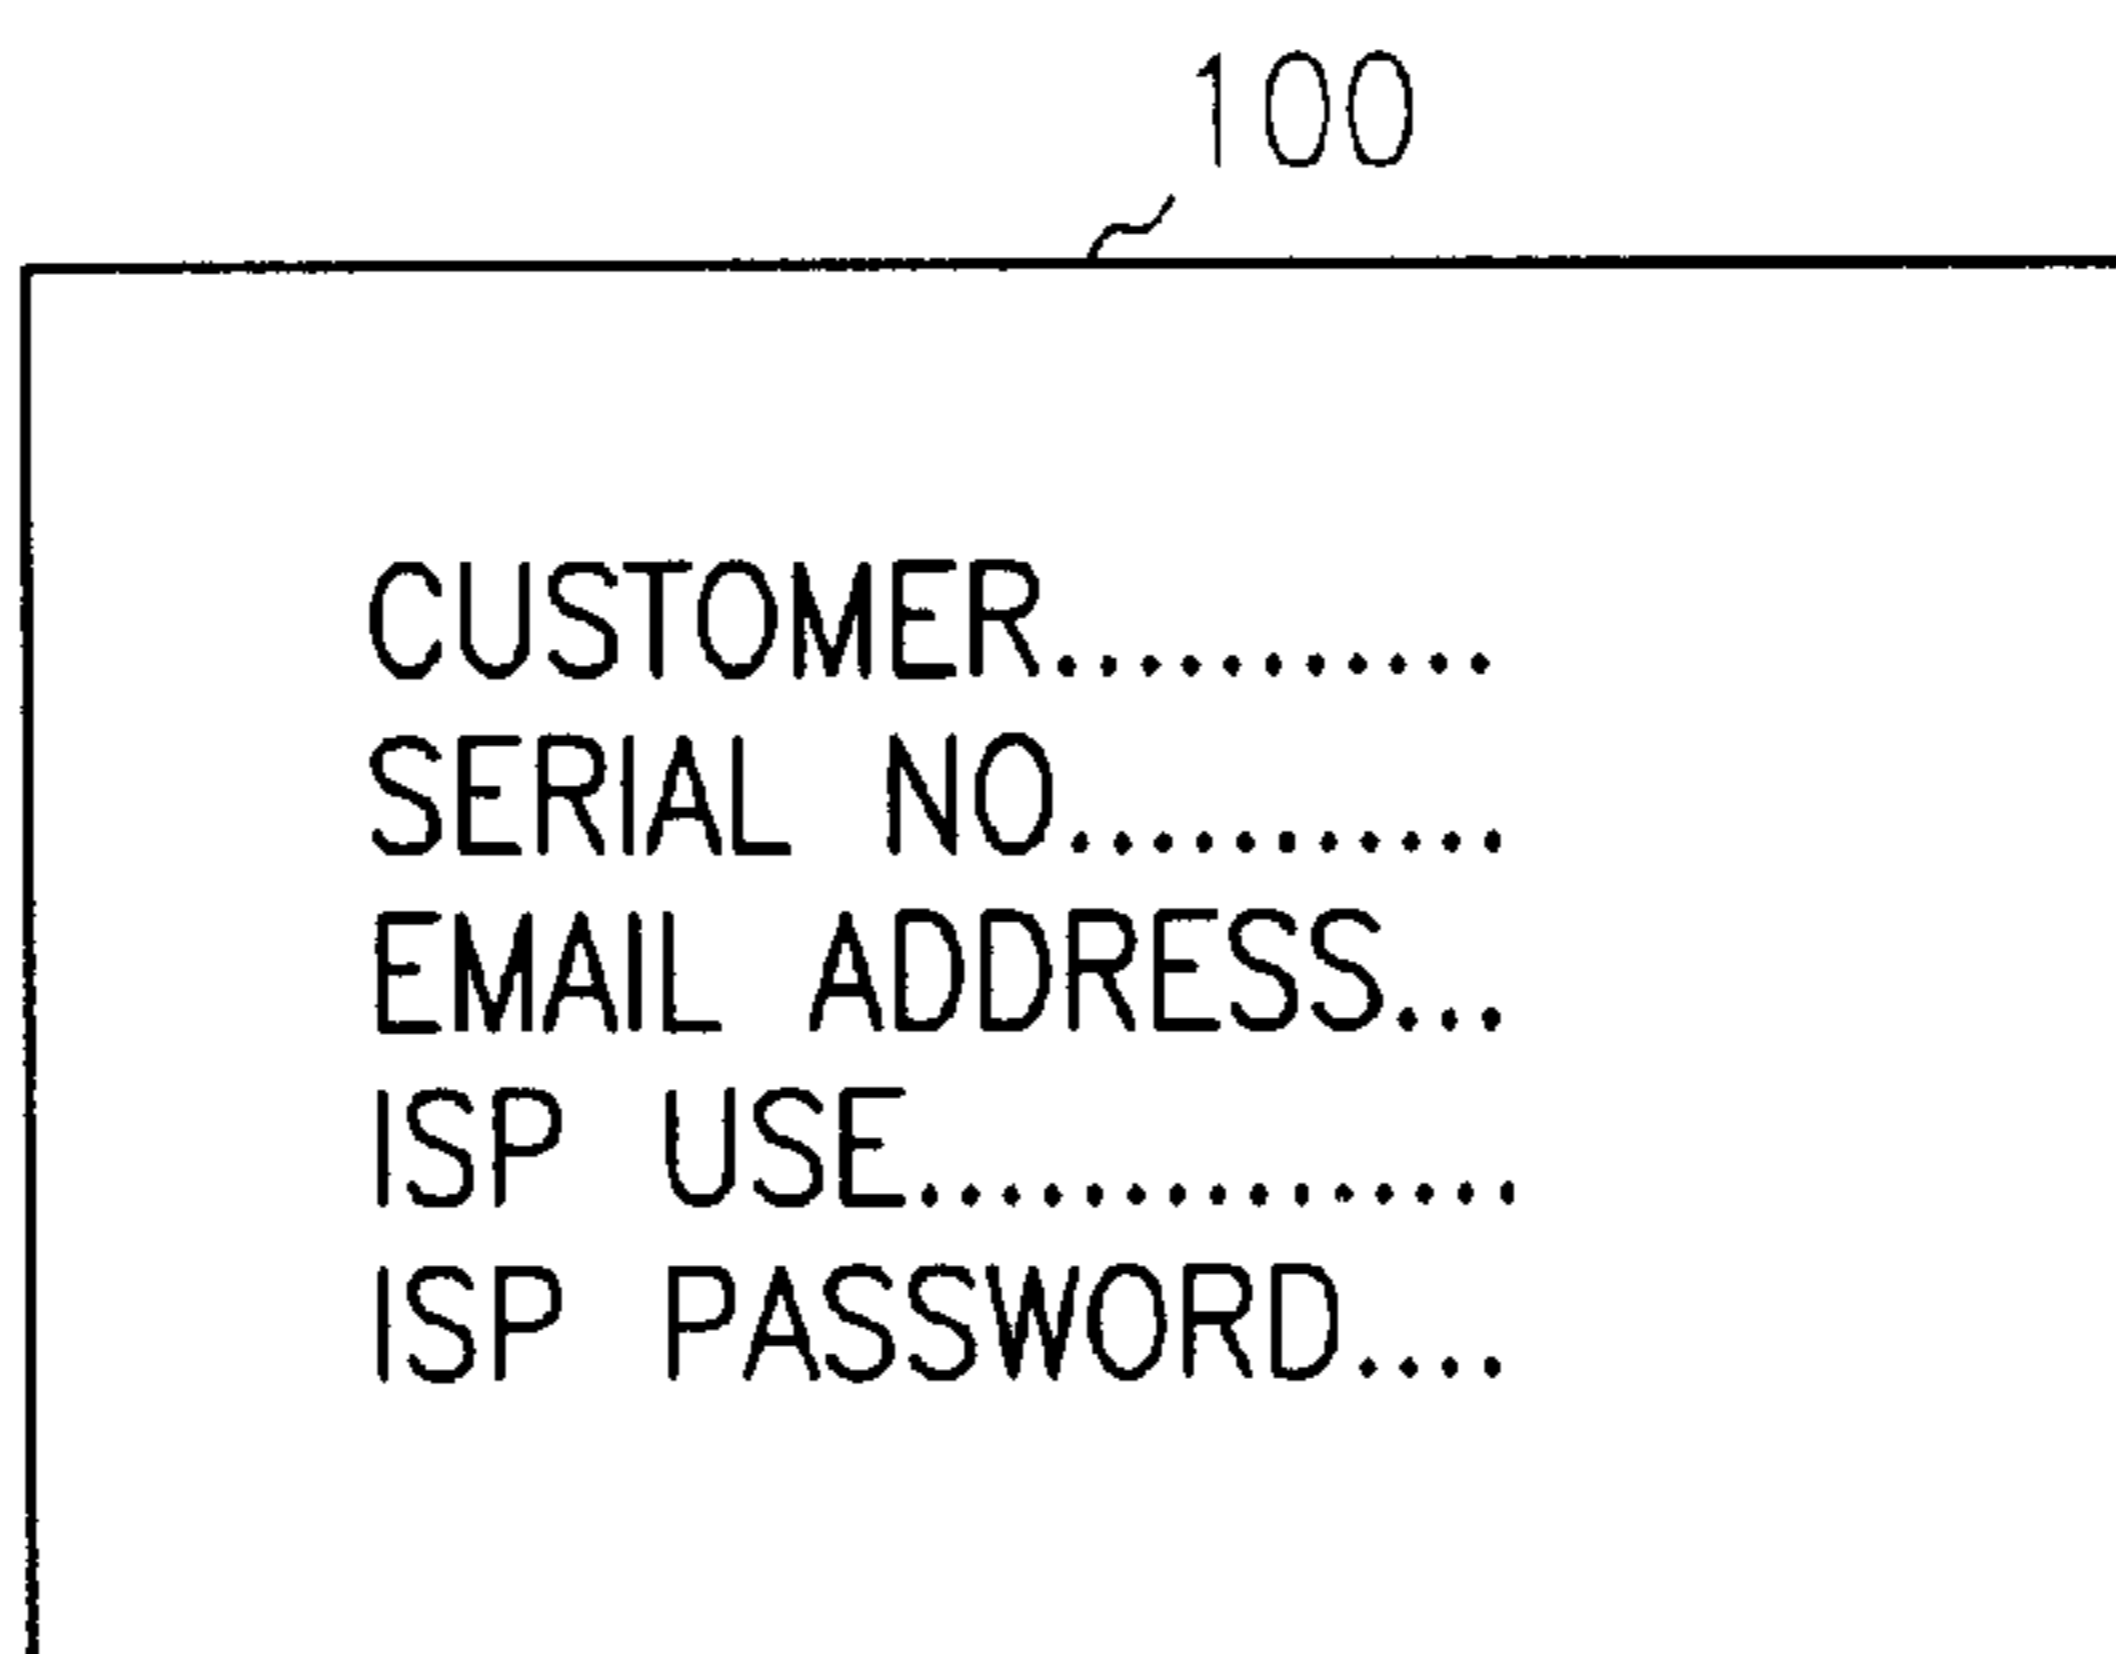 100
CUSTOMER...........
SERIAL NO...........
EMAIL ADDRESS...
ISP USE...............
ISP PASSWORD....